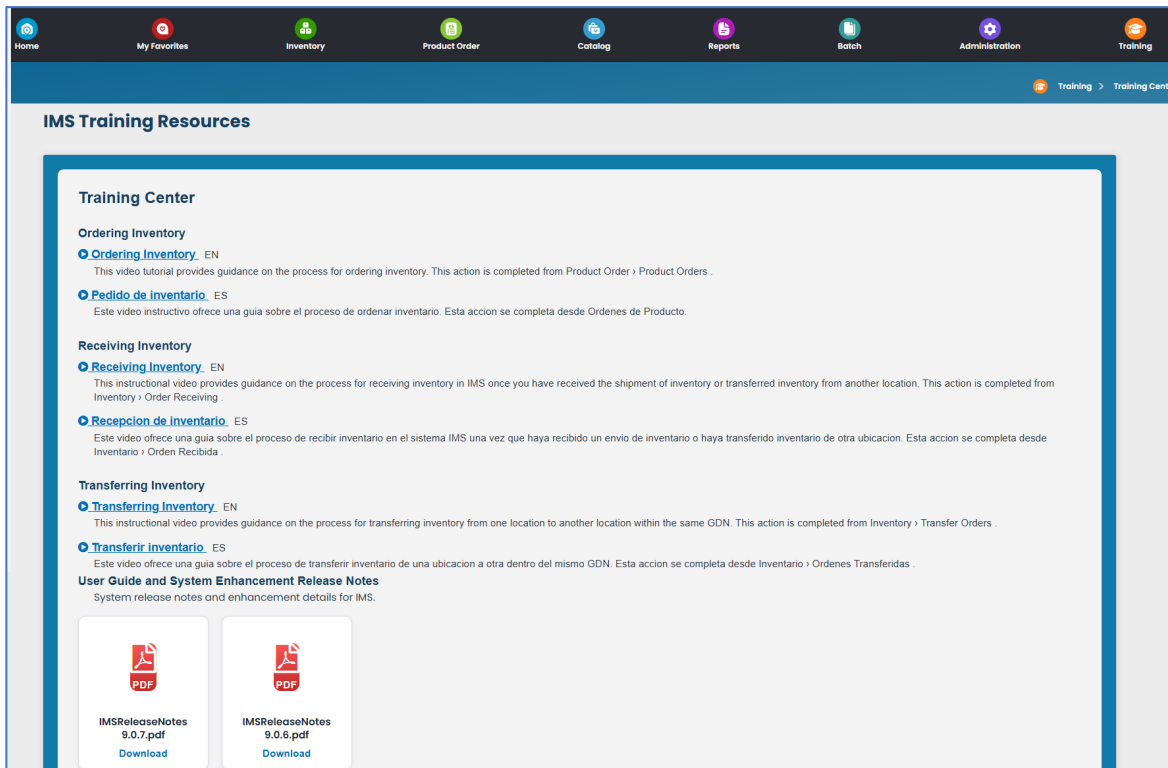 Home My Favorites Inventory Product Order Catalog Reports Batch Administration Training
Training > Training Cent
IMS Training Resources
Training Center
Ordering Inventory
Ordering Inventory EN
This video tutorial provides guidance on the process for ordering inventory. This action is completed from Product Order › Product Orders .
Pedido de inventario ES
Este video instructivo ofrece una guia sobre el proceso de ordenar inventario. Esta accion se completa desde Ordenes de Producto.
Receiving Inventory
Receiving Inventory EN
This instructional video provides guidance on the process for receiving inventory in IMS once you have received the shipment of inventory or transferred inventory from another location. This action is completed from
Inventory › Order Receiving .
Recepcion de inventario ES
Este video ofrece una guia sobre el proceso de recibir inventario en el sistema IMS una vez que haya recibido un envio de inventario o haya transferido inventario de otra ubicacion. Esta accion se completa desde
Inventario › Orden Recibida .
Transferring Inventory
Transferring Inventory EN
This instructional video provides guidance on the process for transferring inventory from one location to another location within the same GDN. This action is completed from Inventory › Transfer Orders .
Transferir inventario ES
Este video ofrece una guia sobre el proceso de transferir inventario de una ubicacion a otra dentro del mismo GDN. Esta accion se completa desde Inventario › Ordenes Transferidas .
User Guide and System Enhancement Release Notes
System release notes and enhancement details for IMS.
PDF PDF
IMSReleaseNotes IMSReleaseNotes
9.0.7.pdf 9.0.6.pdf
Download Download